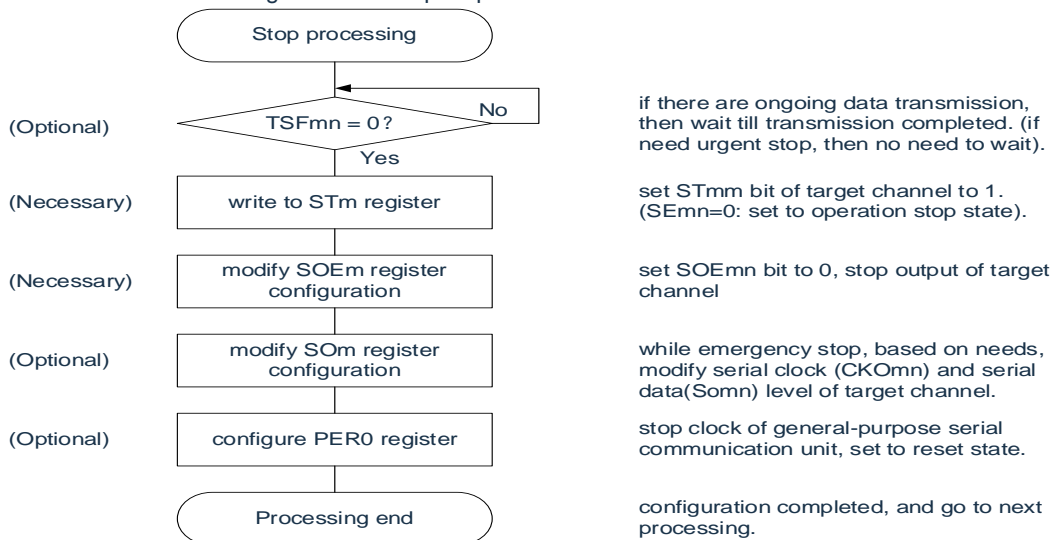 Stop processing
No
if there are ongoing data transmission,
(Optional)
TSFmn = 0?
then wait till transmission completed. (if
need urgent stop, then no need to wait).
Yes
(Necessary)
write to STm register
set STmm bit of target channel to 1.
(SEmn=0: set to operation stop state).
(Necessary)
modify SOEm register
configuration
set SOEmn bit to 0, stop output of target
channel
(Optional)
modify SOm register
configuration
while emergency stop, based on needs,
modify serial clock (CKOmn) and serial
data(Somn) level of target channel.
(Optional)
configure PER0 register
stop clock of general-purpose serial
communication unit, set to reset state.
Processing end
configuration completed, and go to next
processing.